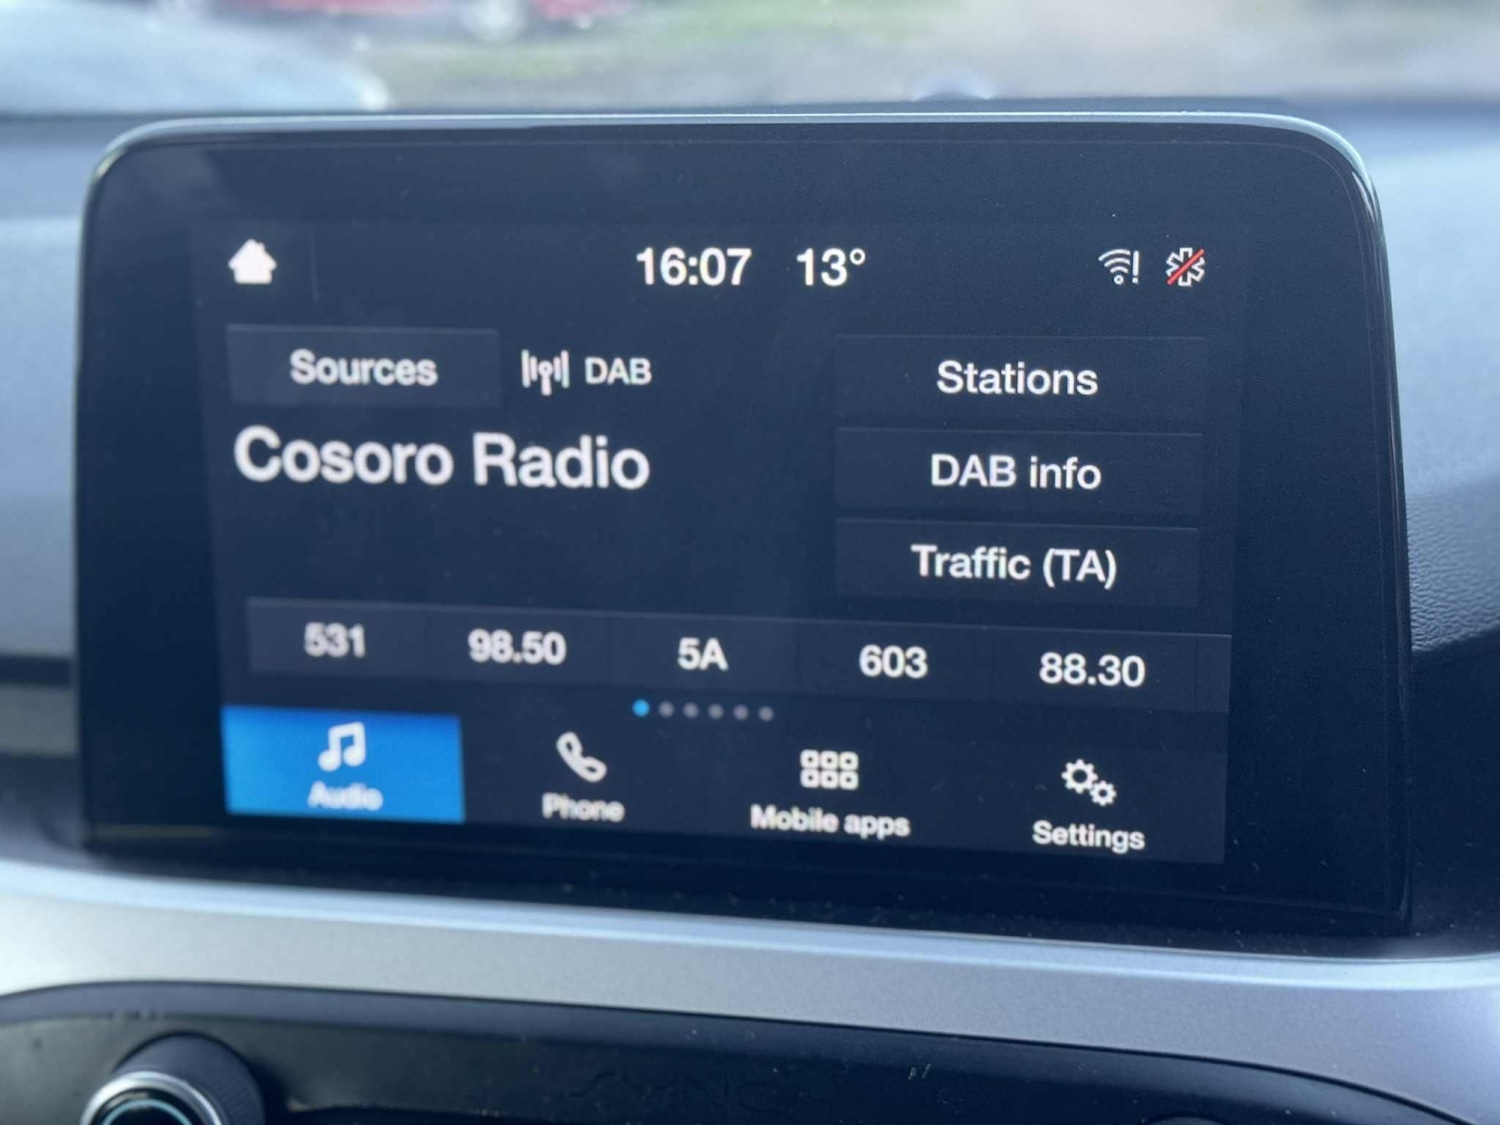 16:07 13°
Sources DAB Stations
Cosoro Radio
DAB info
Traffic (TA)
531 98.50 5A 603 88.30
Audio Phone Mobile apps Settings